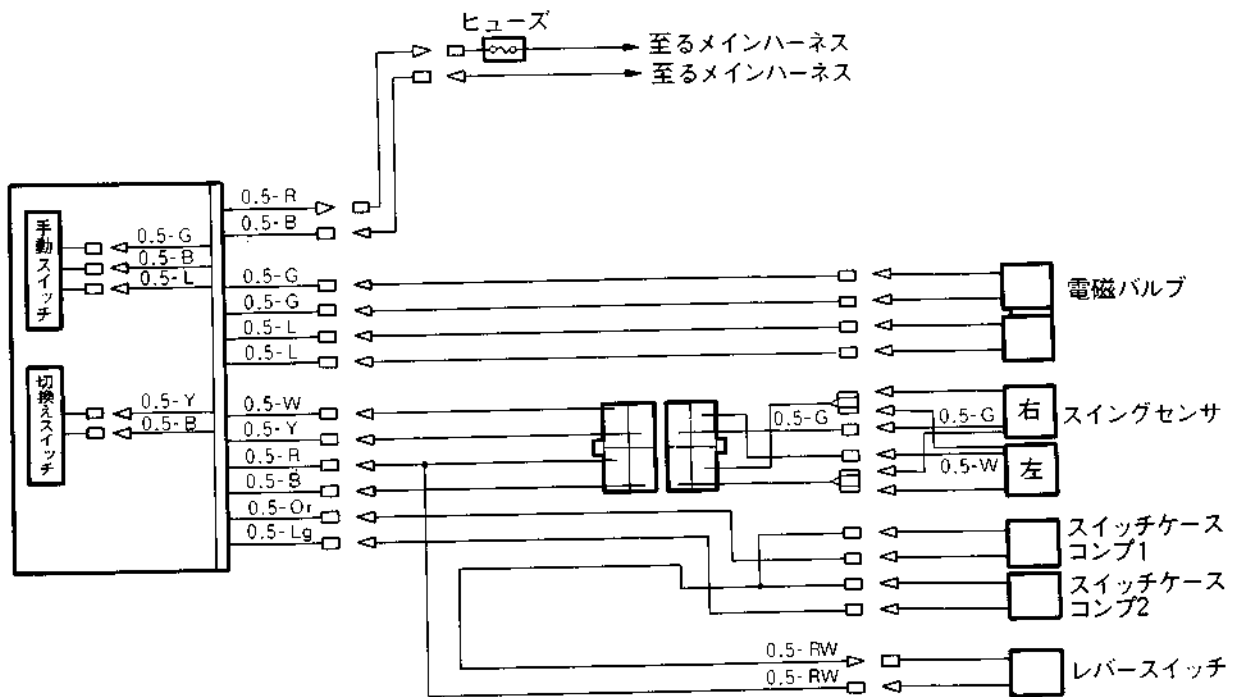 ヒューズ
至るメインハーネス
至るメインハーネス
0.5-R
0.5-B
手動スイッチ
0.5-G
0.5-B
0.5-L
0.5-G
0.5-G
0.5-L
0.5-L
電磁バルブ
切換えスイッチ
0.5-Y
0.5-B
0.5-W
0.5-Y
0.5-R
0.5-B
0.5-Or
0.5-Lg
0.5-G
0.5-G
右
スイングセンサ
0.5-W
左
スイッチケース
コンプ1
スイッチケース
コンプ2
0.5-RW
0.5-RW
レバースイッチ